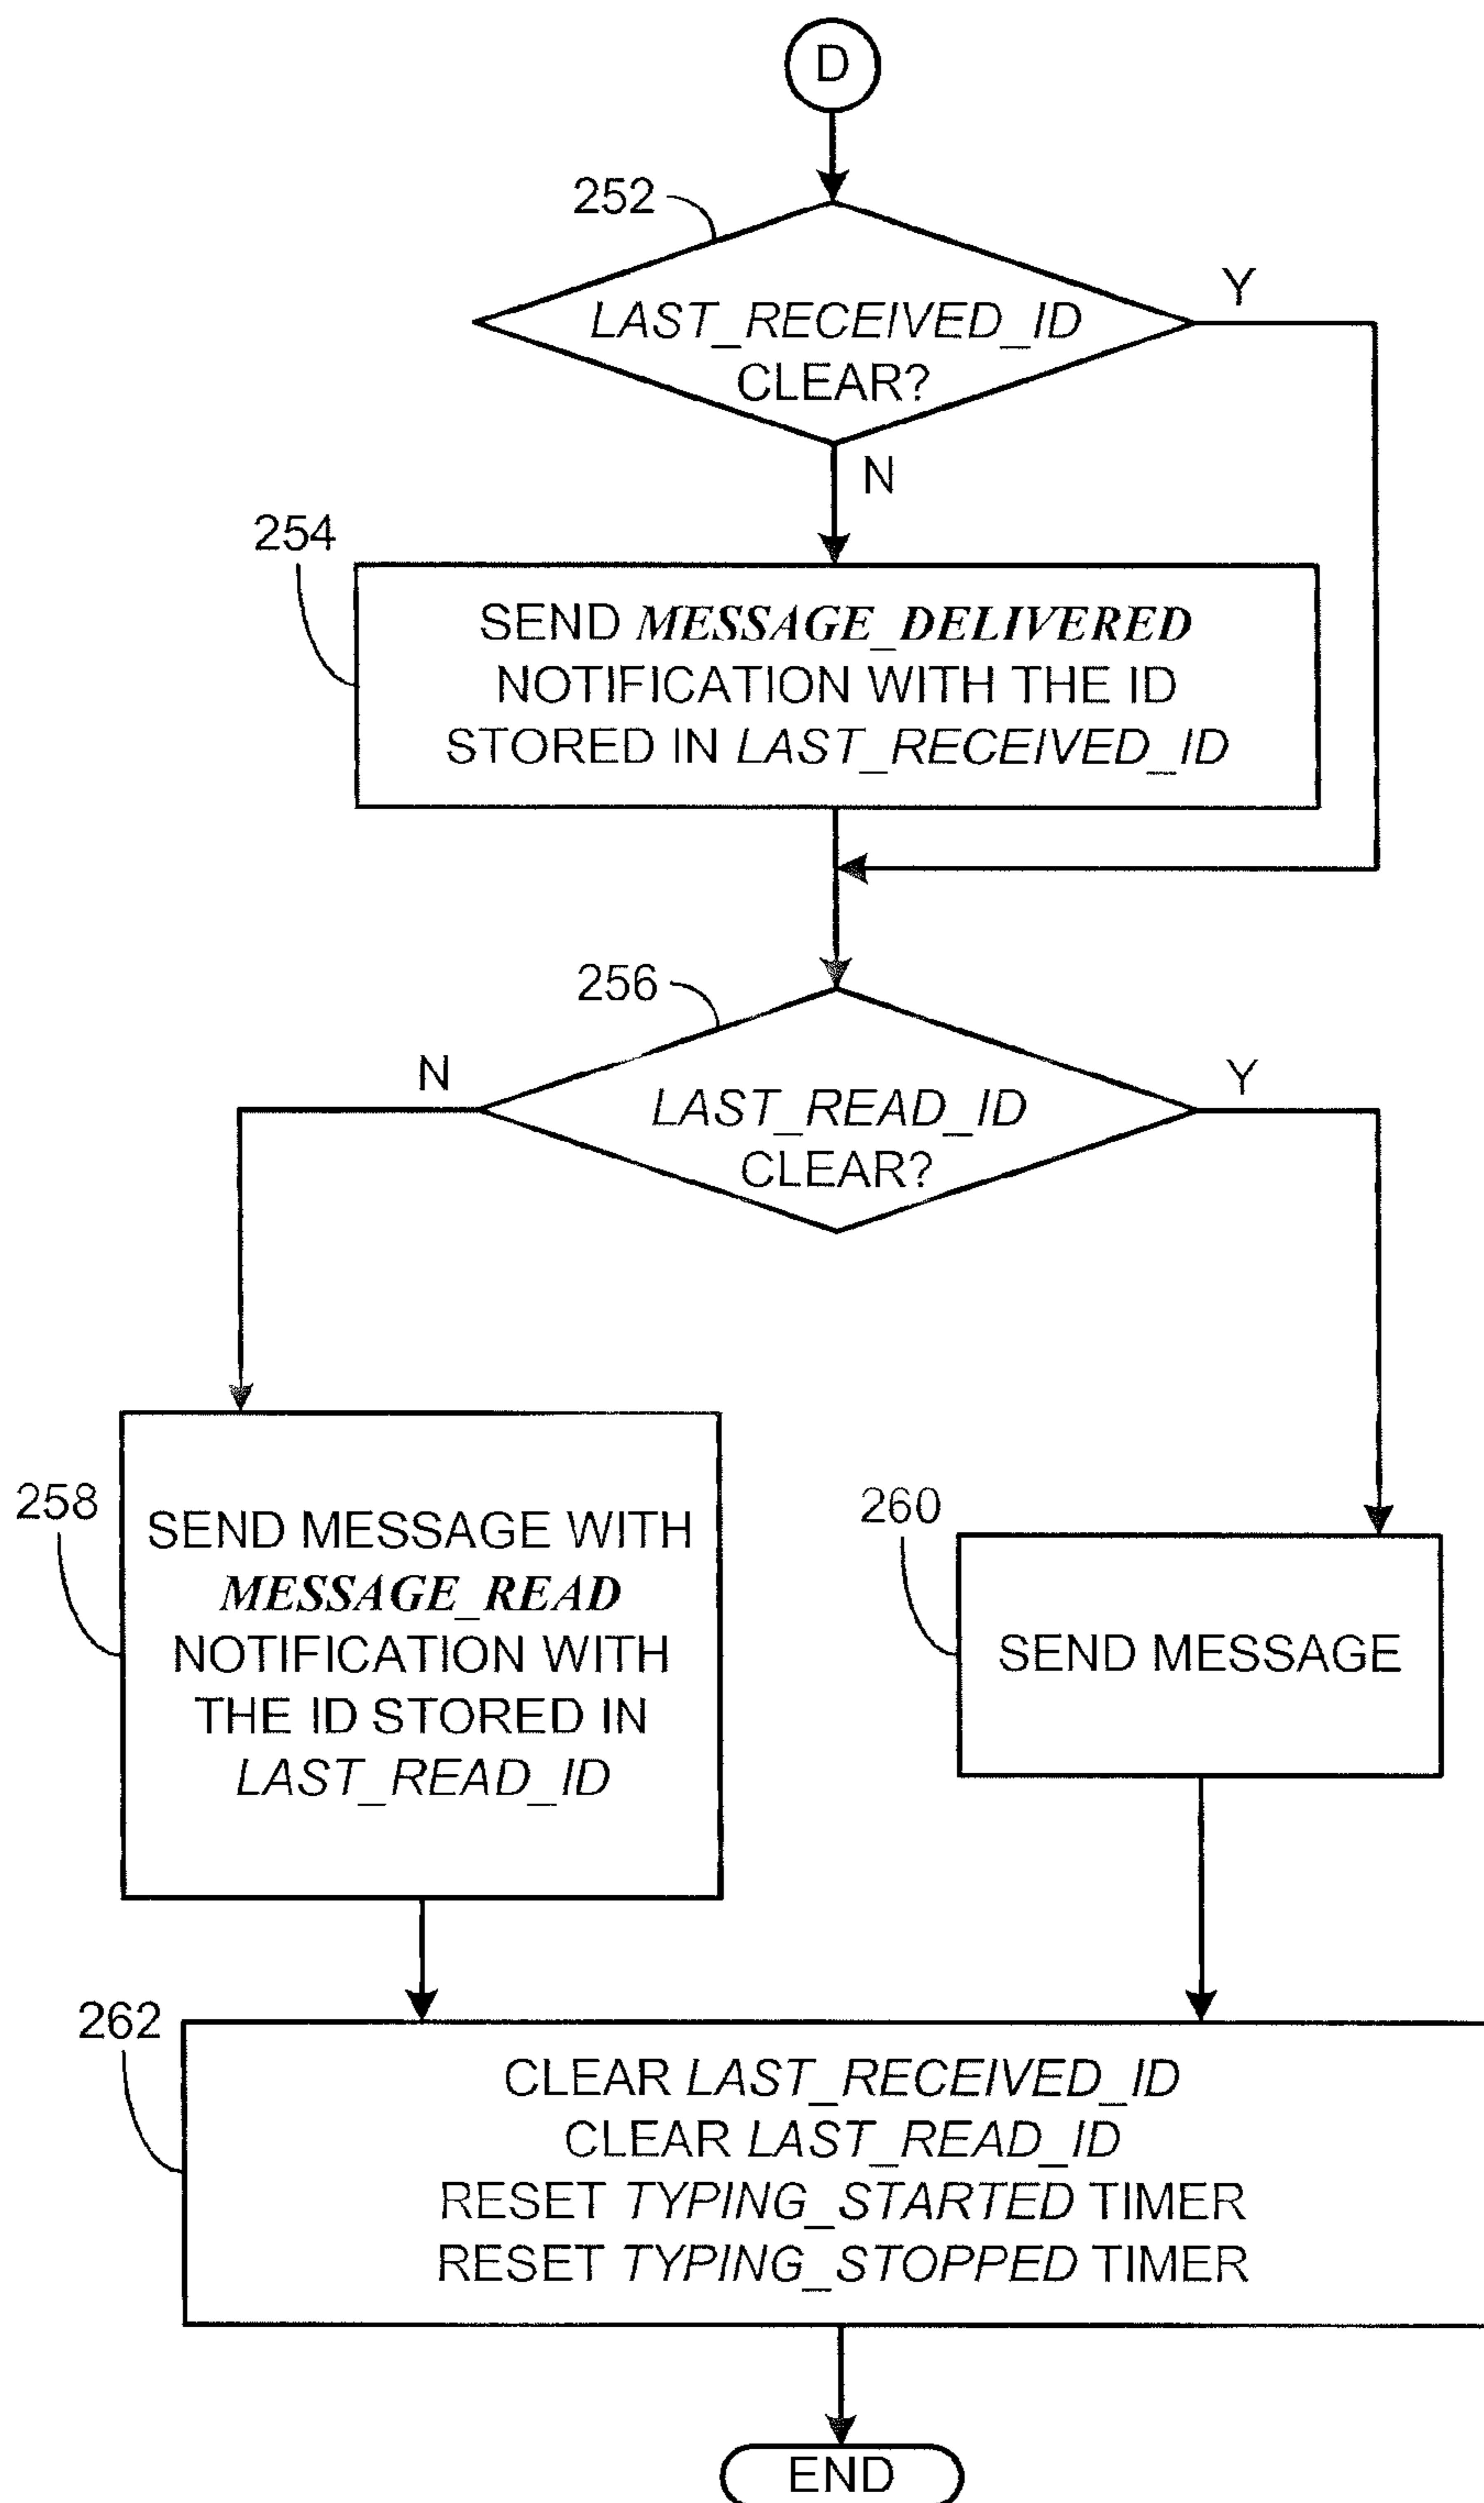 D
252
Y
LAST_RECEIVED_ID
CLEAR?
N
254
SEND MESSAGE_DELIVERED
NOTIFICATION WITH THE ID
STORED IN LAST_RECEIVED_ID
256
N
Y
LAST_READ_ID
CLEAR?
258
SEND MESSAGE WITH
MESSAGE_READ
NOTIFICATION WITH
THE ID STORED IN
LAST_READ_ID
260
SEND MESSAGE
262
CLEAR LAST_RECEIVED_ID
CLEAR LAST_READ_ID
RESET TYPING_STARTED TIMER
RESET TYPING_STOPPED TIMER
END